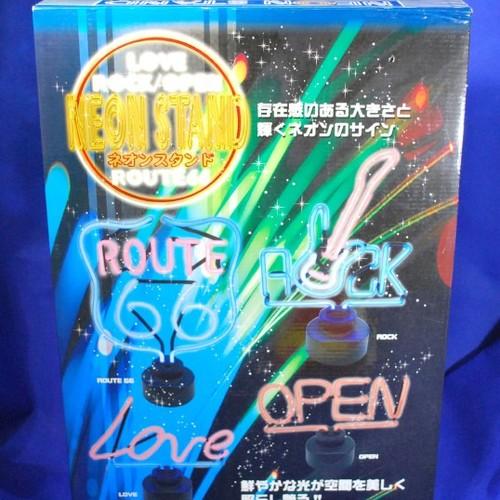 NEON STAND
LOVE
ROCK/OPEN
NEON STAND
ネオンスタンド
ROUTE66
存在感のある大きさと
輝くネオンのサイン
ROUTE
66
ROCK
ROUTE 66
ROCK
OPEN
Love
OPEN
LOVE
鮮やかな光が空間を美しく